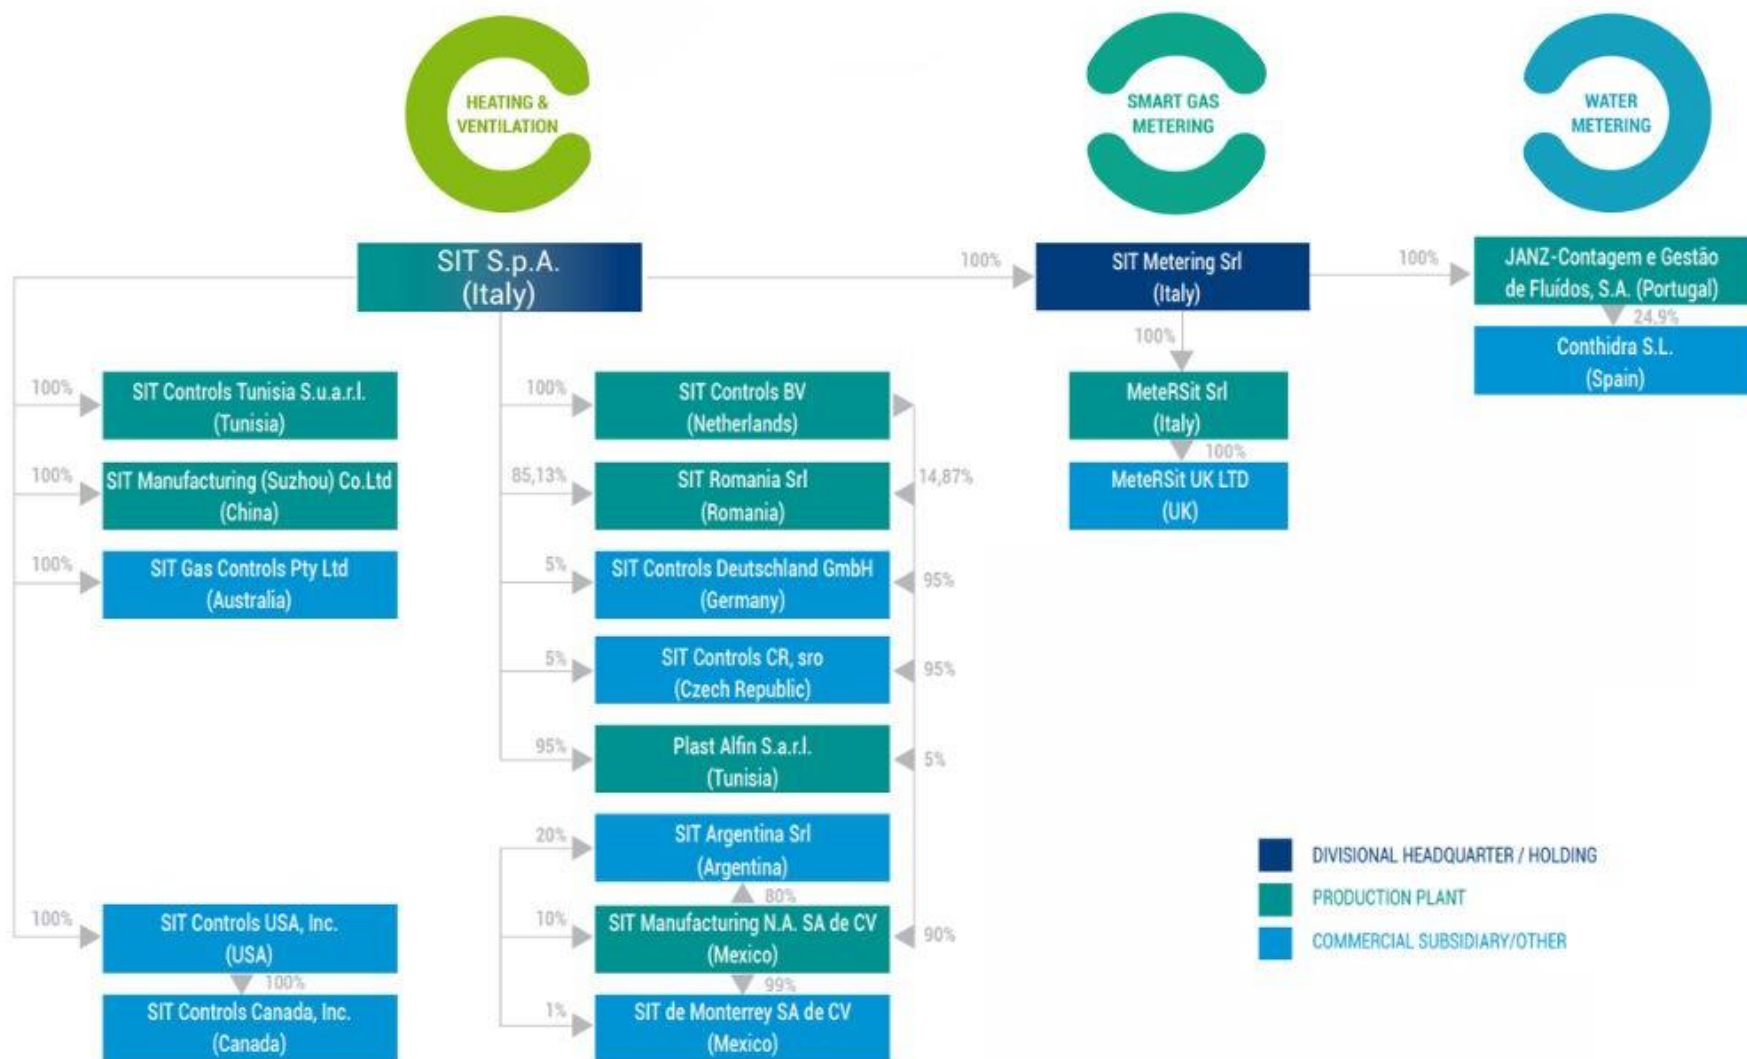 HEATING &
VENTILATION
SMART GAS
METERING
WATER
METERING
SIT S.p.A.
(Italy)
100%
SIT Metering Srl
(Italy)
100%
JANZ-Contagem e Gestão
de Fluídos, S.A. (Portugal)
24,9%
Conthidra S.L.
(Spain)
100%
MeteRSit Srl
(Italy)
100%
MeteRSit UK LTD
(UK)
100%
SIT Controls Tunisia S.u.a.r.l.
(Tunisia)
100%
SIT Manufacturing (Suzhou) Co.Ltd
(China)
100%
SIT Gas Controls Pty Ltd
(Australia)
100%
SIT Controls USA, Inc.
(USA)
100%
SIT Controls Canada, Inc.
(Canada)
100%
SIT Controls BV
(Netherlands)
85,13%
SIT Romania Srl
(Romania)
14,87%
5%
SIT Controls Deutschland GmbH
(Germany)
95%
5%
SIT Controls CR, sro
(Czech Republic)
95%
95%
Plast Alfin S.a.r.l.
(Tunisia)
5%
20%
SIT Argentina Srl
(Argentina)
80%
10%
SIT Manufacturing N.A. SA de CV
(Mexico)
90%
99%
1%
SIT de Monterrey SA de CV
(Mexico)
DIVISIONAL HEADQUARTER / HOLDING
PRODUCTION PLANT
COMMERCIAL SUBSIDIARY/OTHER